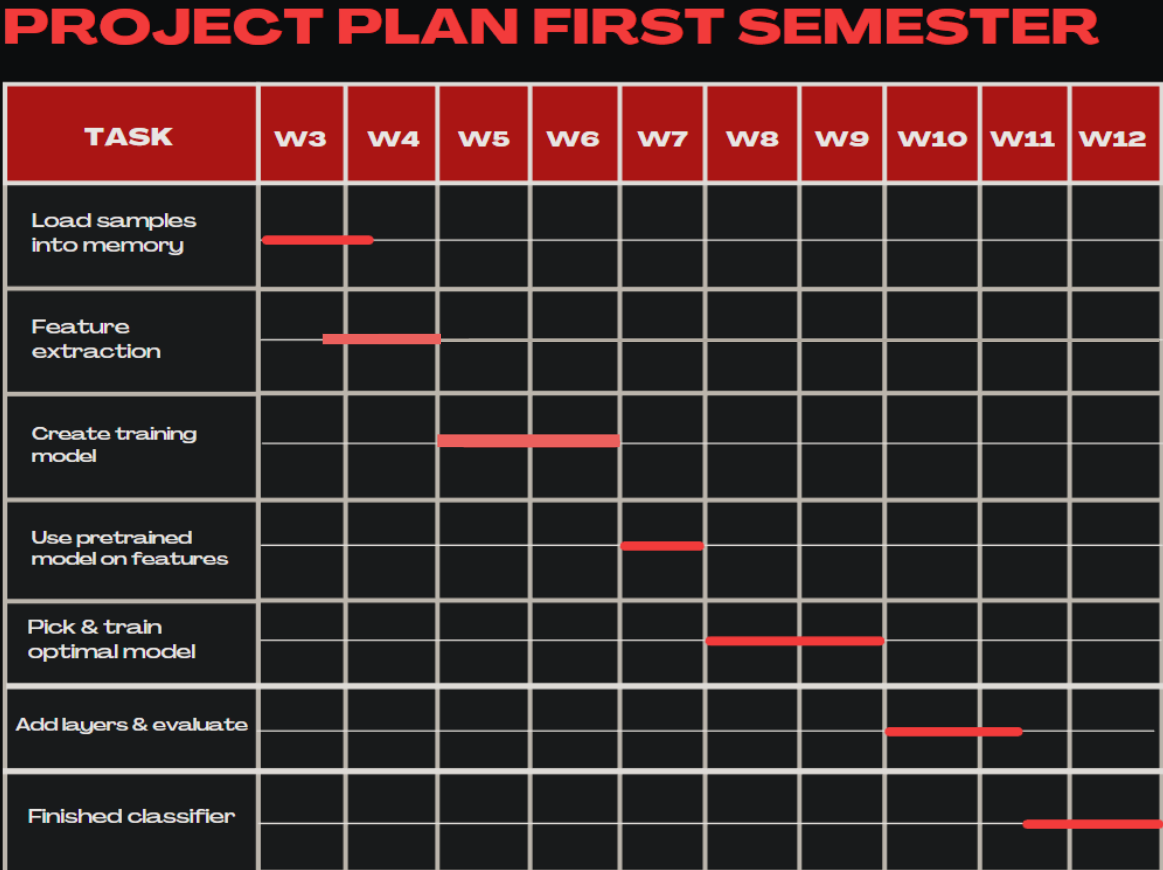 PROJECT PLAN FIRST SEMESTER
TASK W3 W4 W5 W6 W7 W8 W9 W10 W11 W12
Load samples
into memory
Feature
extraction
Create training
model
Use pretrained
model on features
Pick & train
optimal model
Add layers & evaluate
Finished classifier